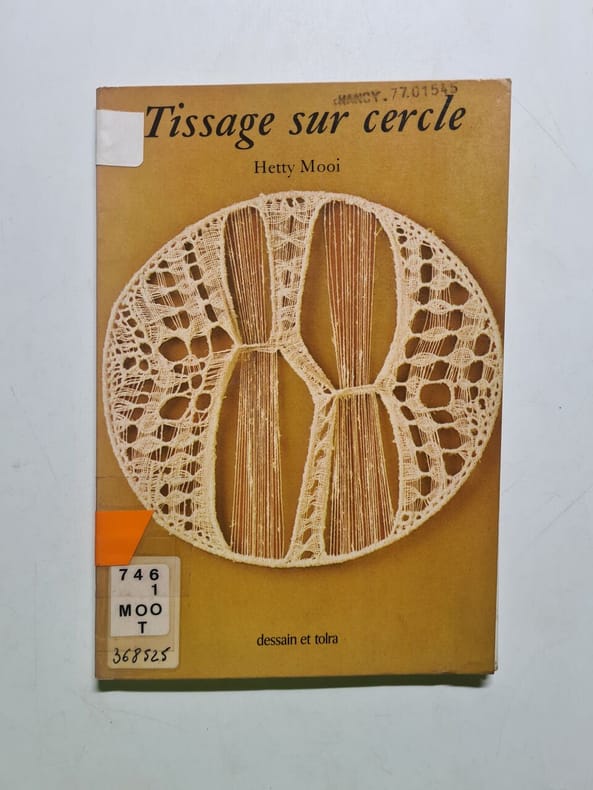 NANCY.77.01545
Tissage sur cercle
Hetty Mooi
746
1
MOO
T
368525
dessain et tolra